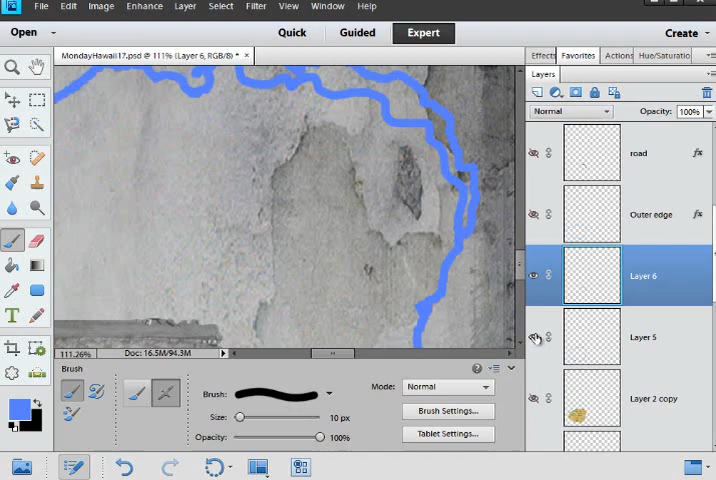 File Edit Image Enhance Layer Select Filter View Window Help
Open Quick Guided Expert Create
MondayHawaii17.psd @ 111% (Layer 6, RGB/8) * ×
Effects Favorites Actions Hue/Saturatio
Layers
Normal Opacity: 100%
road fx
Outer edge fx
Layer 6
Layer 5
Layer 2 copy
111.26% Doc: 16.5M/94.3M
Brush
Brush: Mode: Normal
Size: 10 px Brush Settings...
Opacity: 100% Tablet Settings...
T